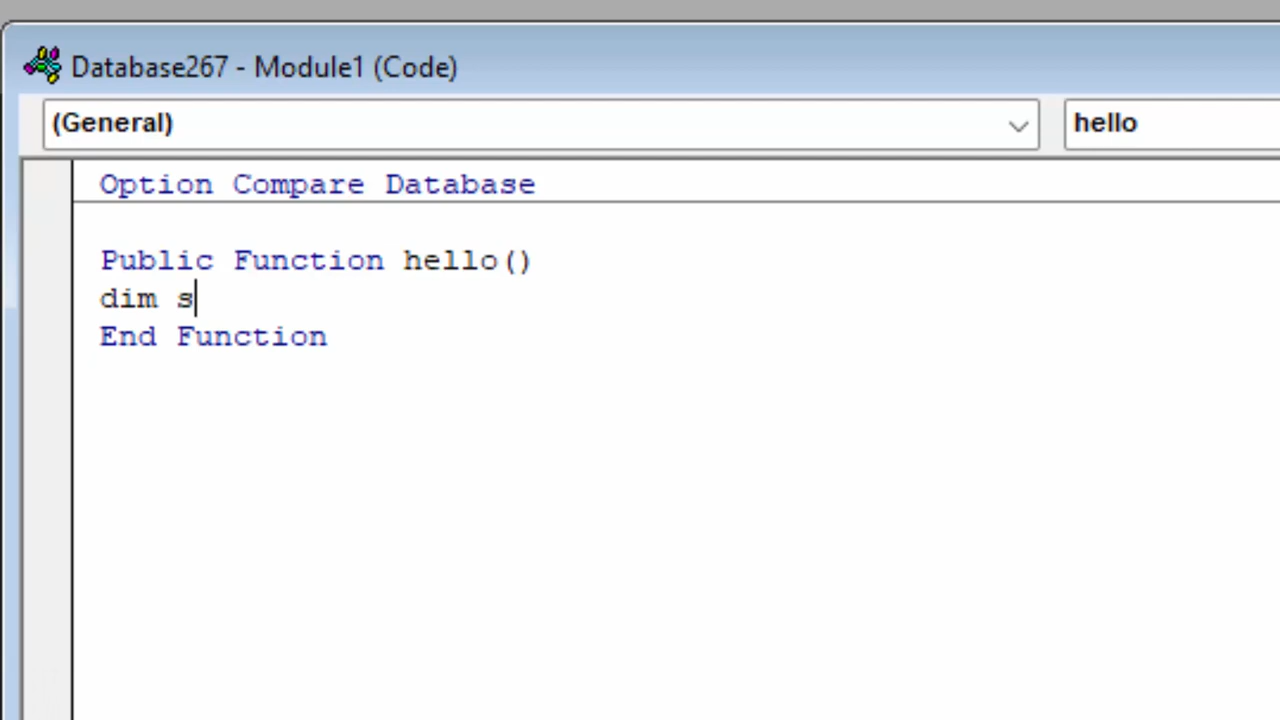 Database267 - Module1 (Code)
(General)
hello
Option Compare Database
Public Function hello()
dim s
End Function